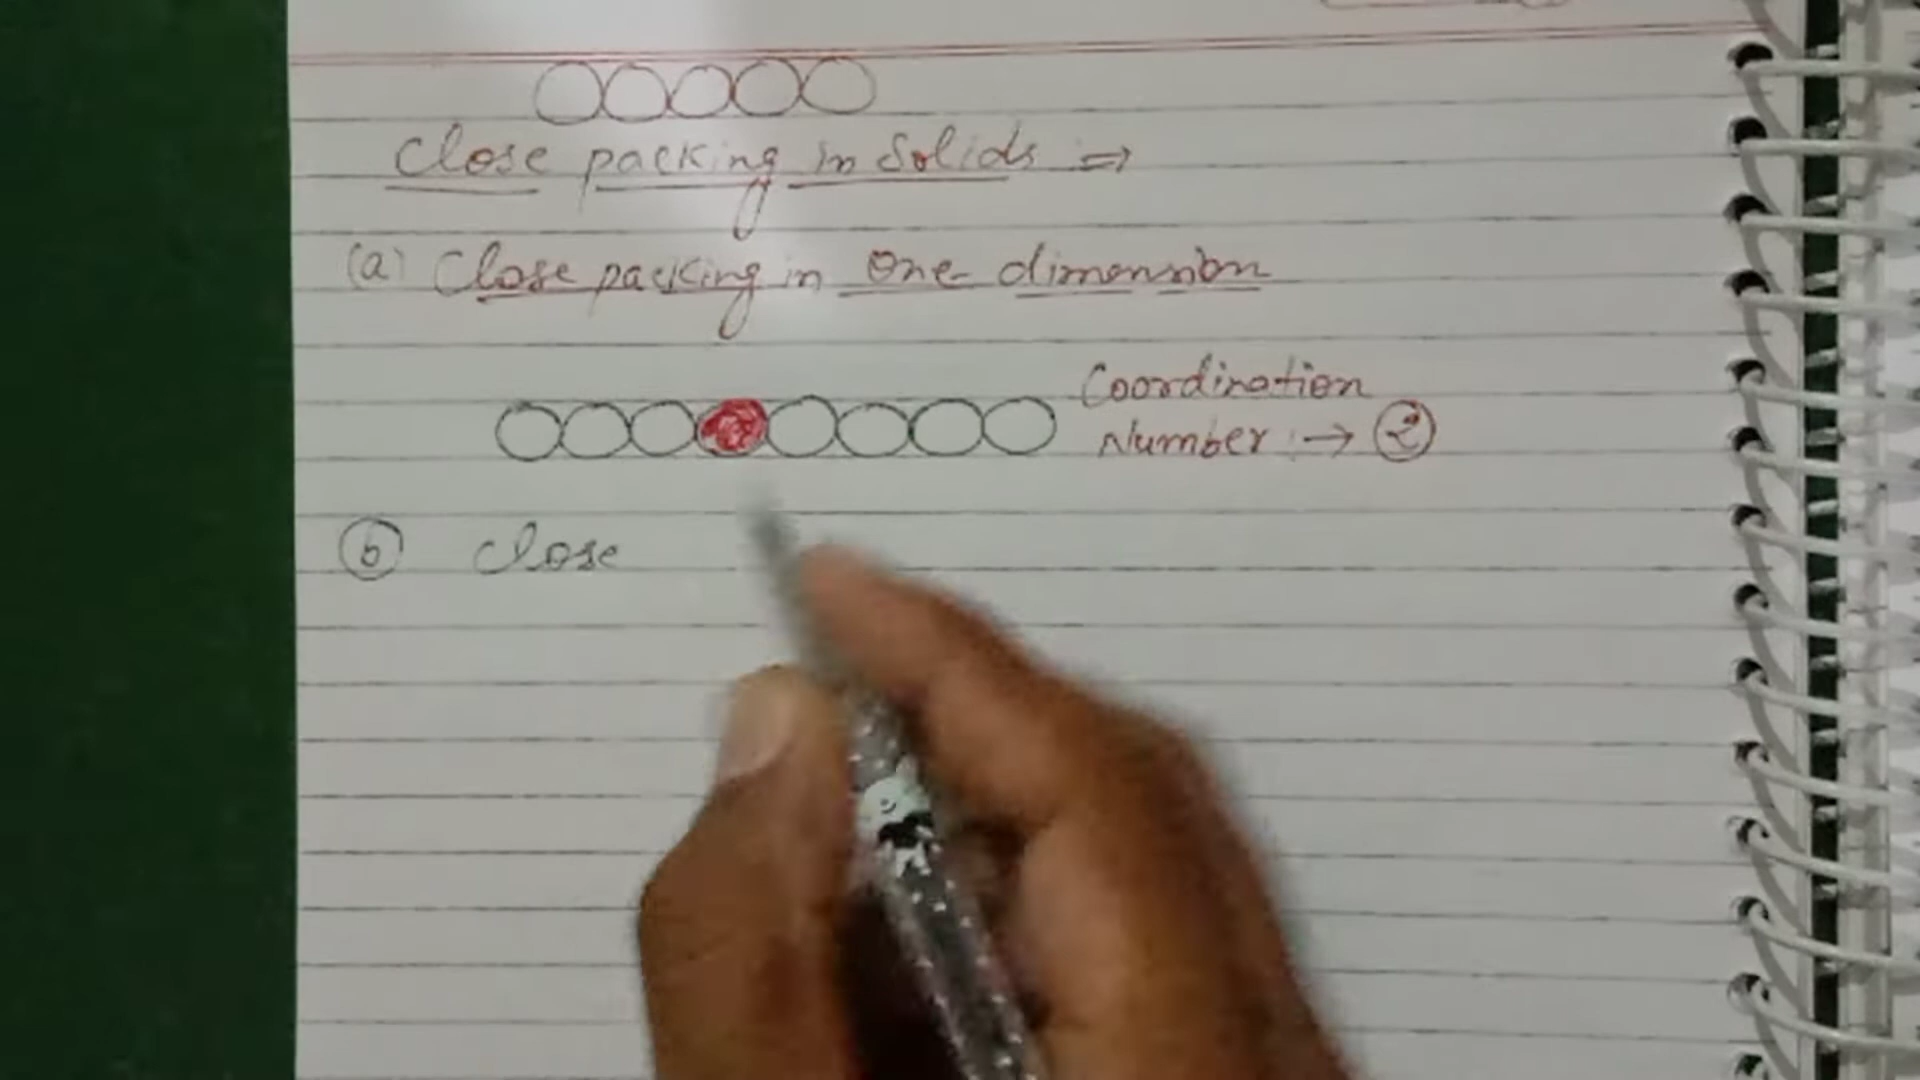 Close packing in Solids ⇒
(a) Close packing in One dimension
Coordination
Number :→ ②
ⓑ Close